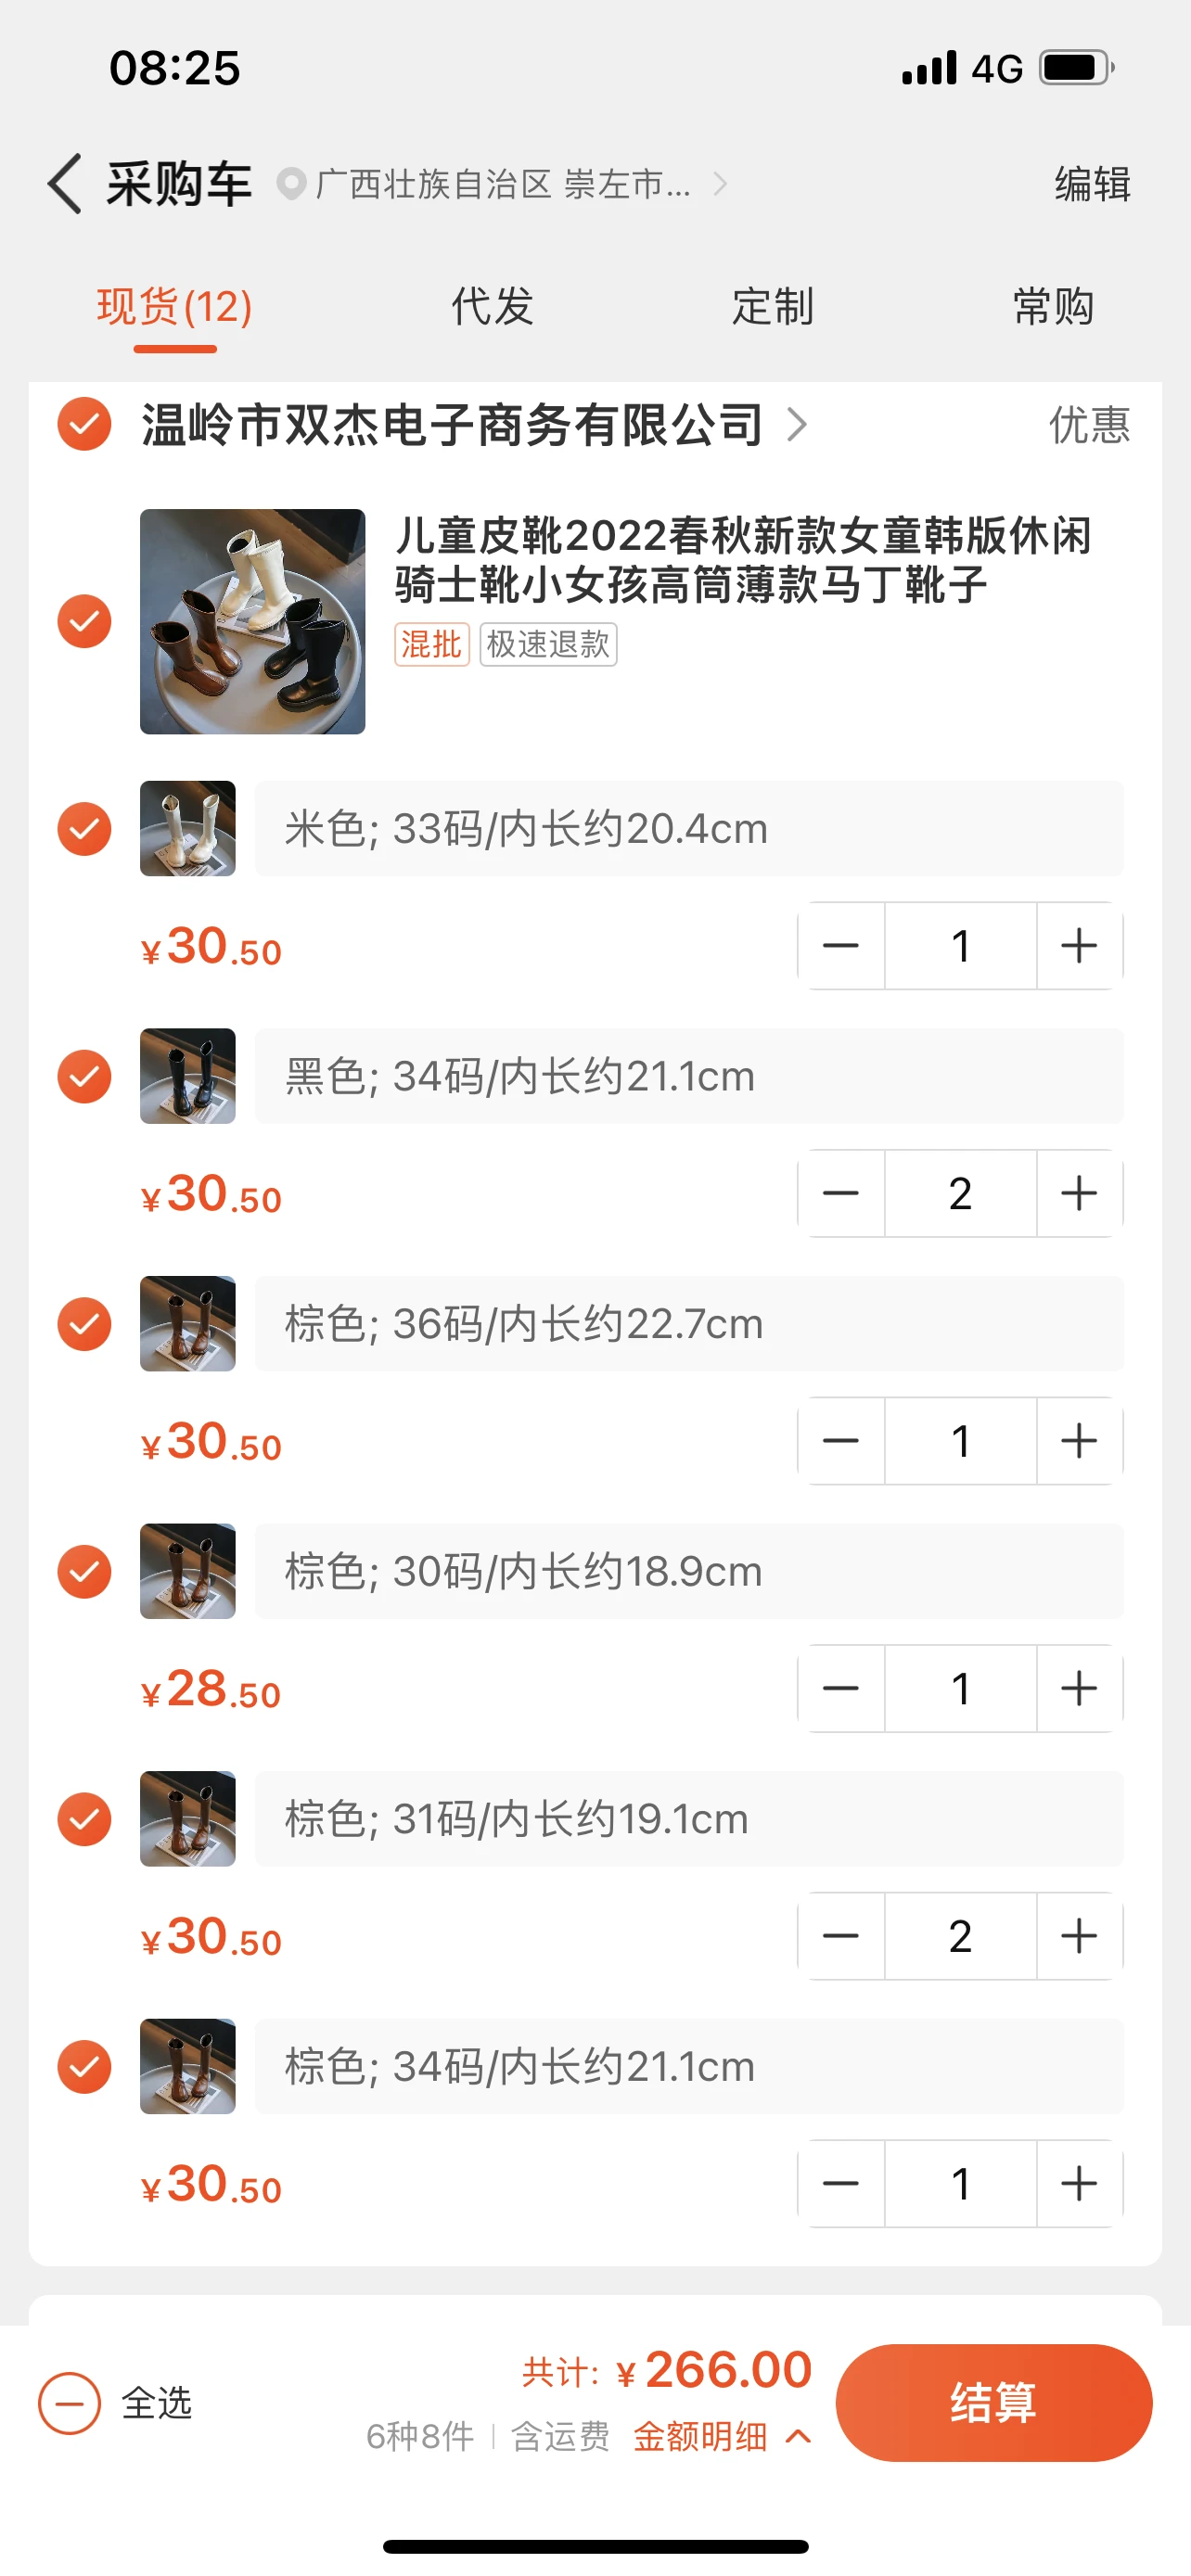 08:25
4G
采购车 广西壮族自治区 崇左市... 编辑
现货(12) 代发 定制 常购
温岭市双杰电子商务有限公司 优惠
儿童皮靴2022春秋新款女童韩版休闲
骑士靴小女孩高筒薄款马丁靴子
混批 极速退款
米色; 33码/内长约20.4cm
¥30.50 1
黑色; 34码/内长约21.1cm
¥30.50 2
棕色; 36码/内长约22.7cm
¥30.50 1
棕色; 30码/内长约18.9cm
¥28.50 1
棕色; 31码/内长约19.1cm
¥30.50 2
棕色; 34码/内长约21.1cm
¥30.50 1
全选
共计: ¥266.00
6种8件 含运费 金额明细
结算